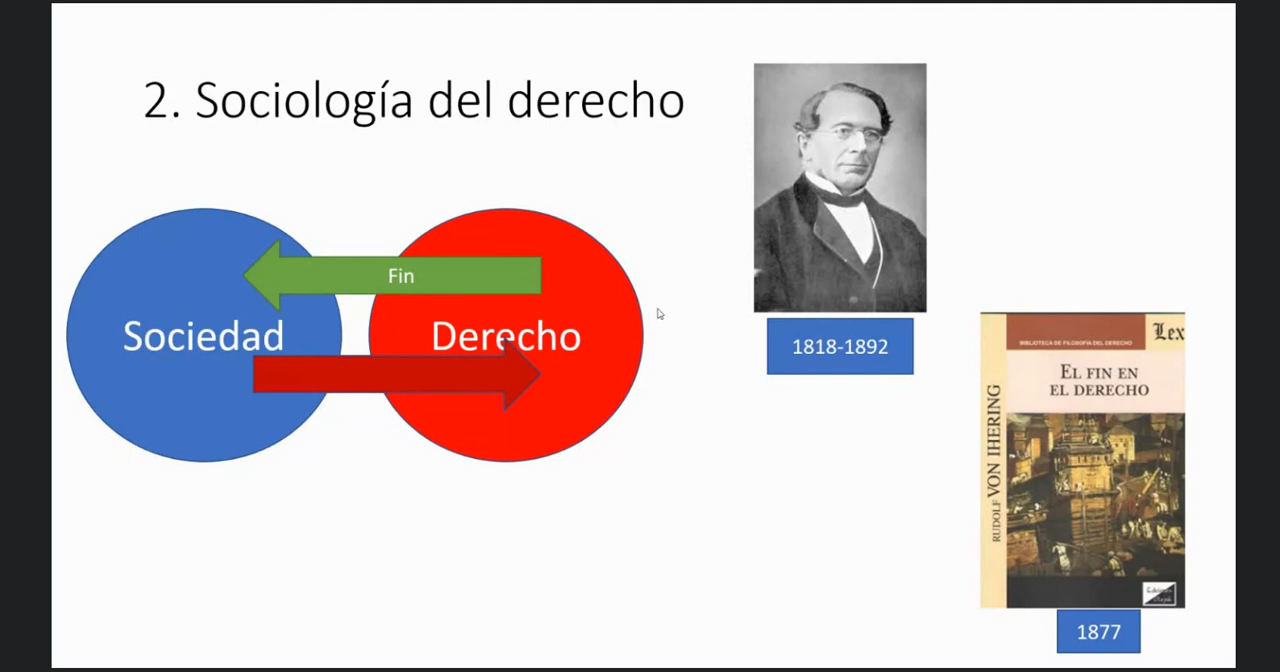 2. Sociología del derecho
Fin
Sociedad
Derecho
1818-1892
BIBLIOTECA DE FILOSOFÍA DEL DERECHO
Lex
EL FIN EN
EL DERECHO
RUDOLF VON IHERING
1877